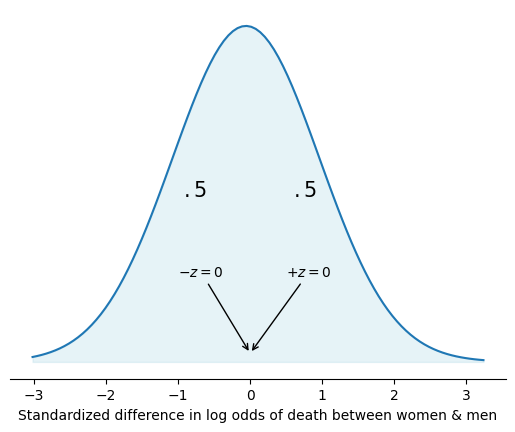 .5 .5
−z = 0 +z = 0
−3 −2 −1 0 1 2 3
Standardized difference in log odds of death between women & men